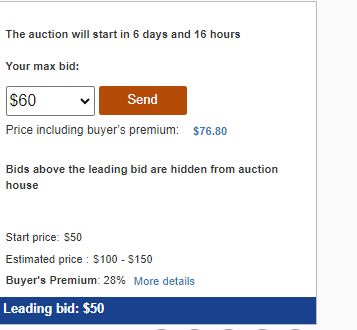 The auction will start in 6 days and 16 hours
Your max bid:
$60
Send
Price including buyer's premium: $76.80
Bids above the leading bid are hidden from auction
house
Start price: $50
Estimated price : $100 - $150
Buyer's Premium: 28% More details
Leading bid: $50